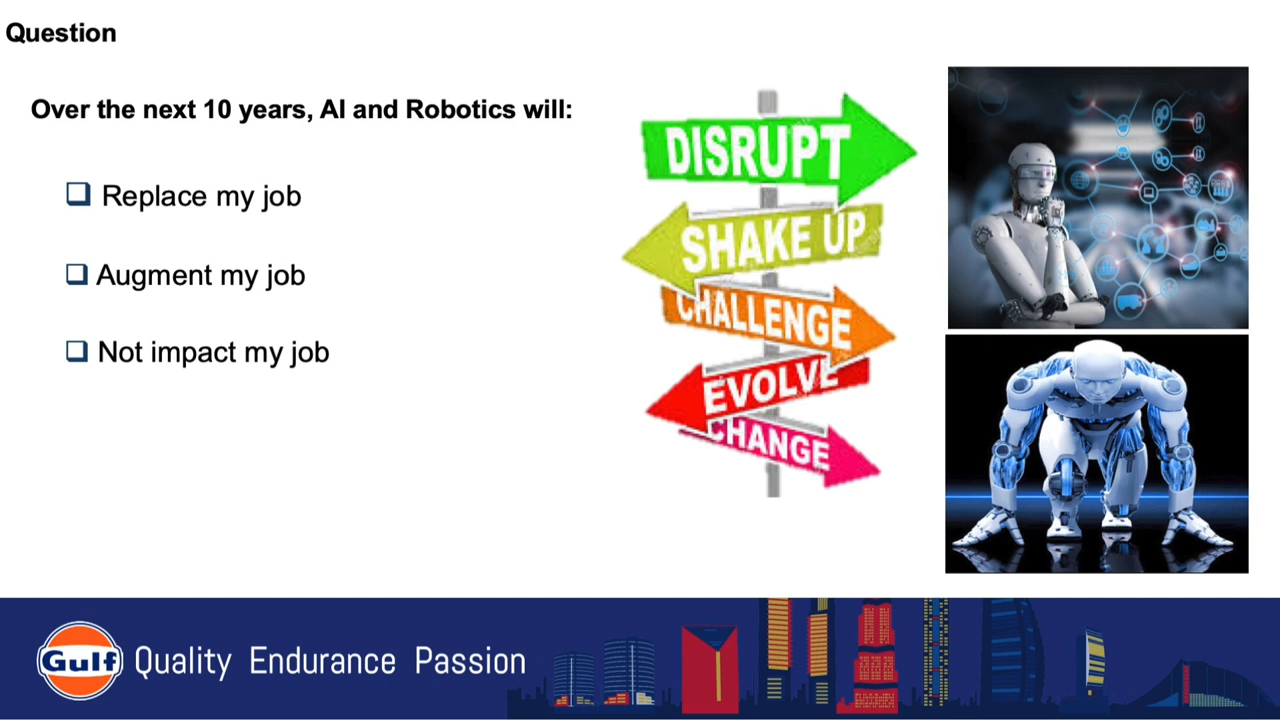 Question
Over the next 10 years, AI and Robotics will:
Replace my job
Augment my job
Not impact my job
DISRUPT
SHAKE UP
CHALLENGE
EVOLVE
CHANGE
Gulf Quality Endurance Passion